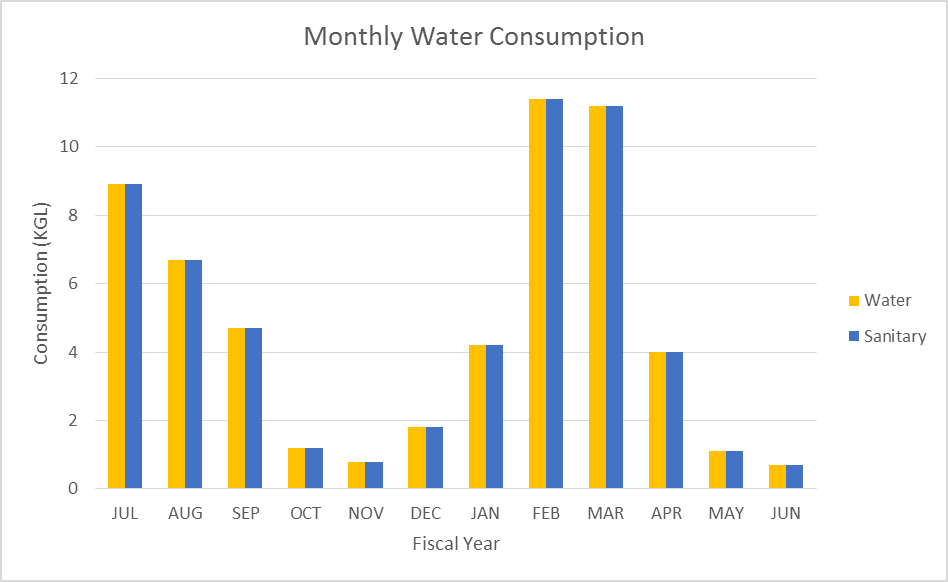 Monthly Water Consumption
12
10
8
6
4
2
0
Consumption (KGL)
JUL AUG SEP OCT NOV DEC JAN FEB MAR APR MAY JUN
Fiscal Year
Water
Sanitary